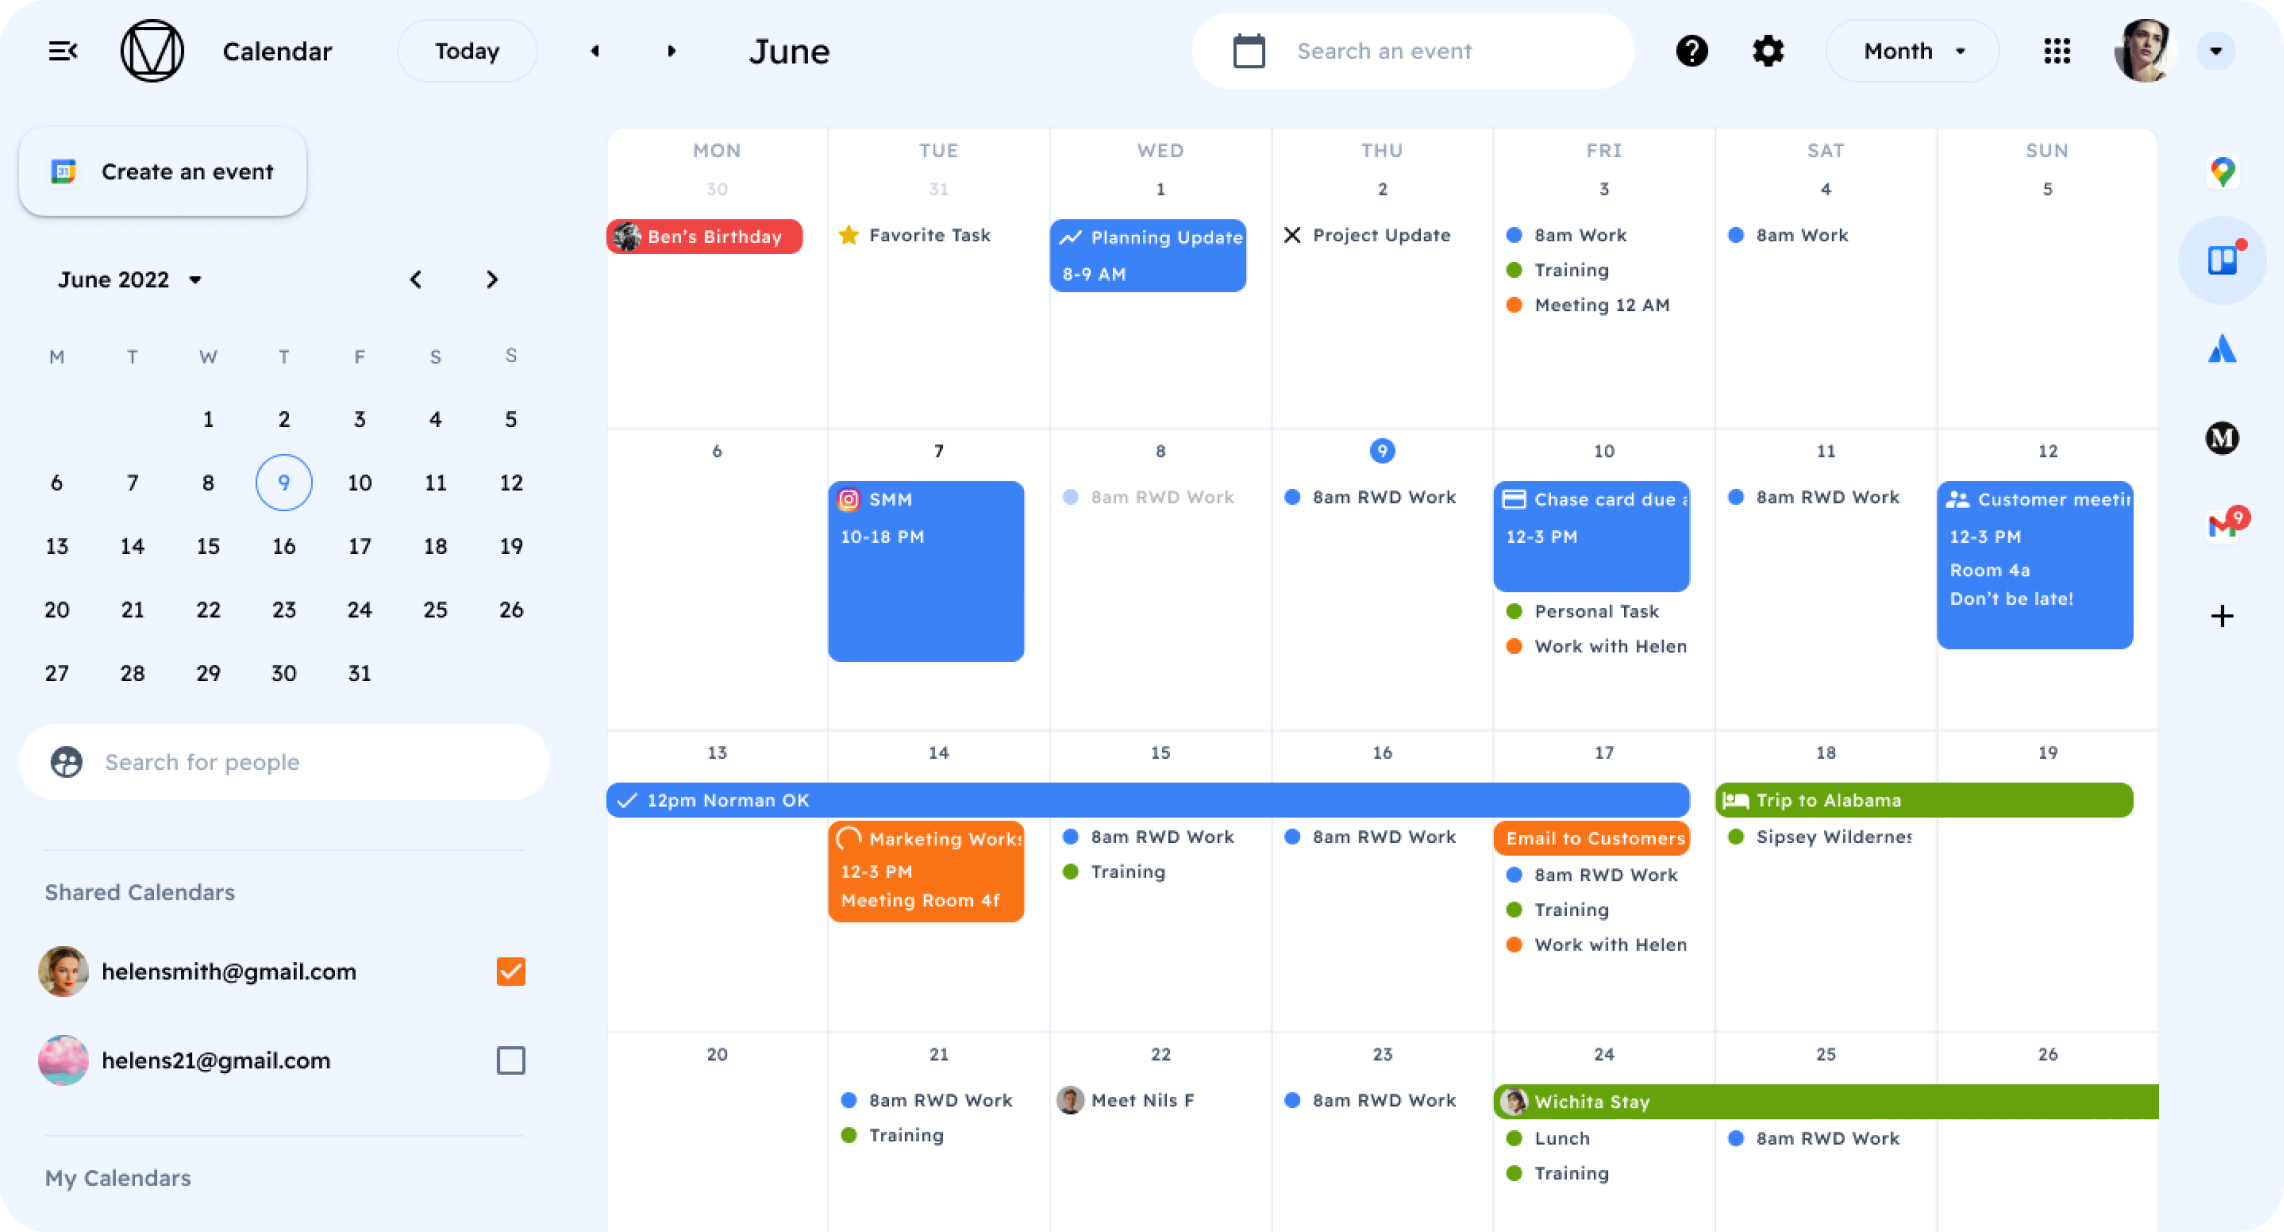 Calendar
Today
June
Search an event
Month
Create an event
31
June 2022
M T W T F S S
1 2 3 4 5
6 7 8 9 10 11 12
13 14 15 16 17 18 19
20 21 22 23 24 25 26
27 28 29 30 31
Search for people
Shared Calendars
helensmith@gmail.com
helens21@gmail.com
My Calendars
MON TUE WED THU FRI SAT SUN
30 31 1 2 3 4 5
Ben's Birthday
Favorite Task
Planning Update
8-9 AM
Project Update
8am Work
Training
Meeting 12 AM
8am Work
6 7 8 9 10 11 12
SMM
10-18 PM
8am RWD Work
8am RWD Work
Chase card due a
12-3 PM
Personal Task
Work with Helen
8am RWD Work
Customer meetin
12-3 PM
Room 4a
Don't be late!
13 14 15 16 17 18 19
12pm Norman OK
Trip to Alabama
Marketing Works
12-3 PM
Meeting Room 4f
8am RWD Work
Training
8am RWD Work
Email to Customers
8am RWD Work
Training
Work with Helen
Sipsey Wildernes
20 21 22 23 24 25 26
8am RWD Work
Training
Meet Nils F
8am RWD Work
Wichita Stay
Lunch
Training
8am RWD Work
M
9